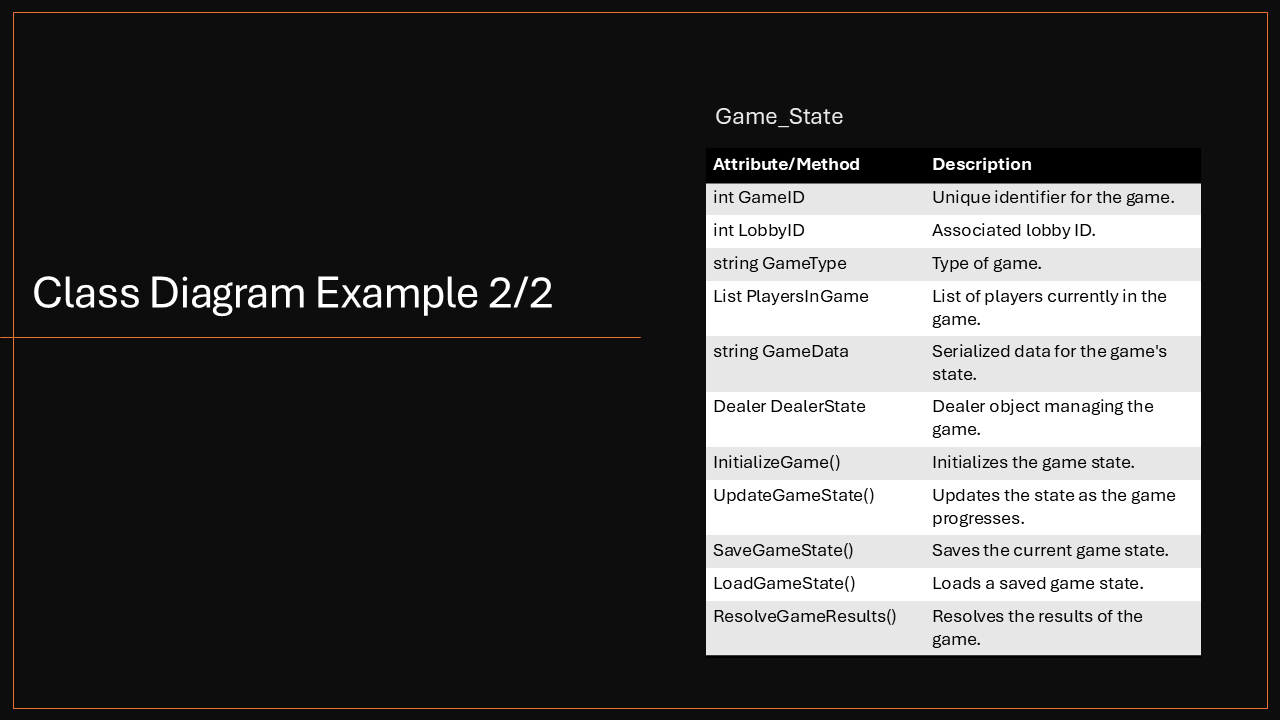 Class Diagram Example 2/2
Game_State
Attribute/Method Description
int GameID Unique identifier for the game.
int LobbyID Associated lobby ID.
string GameType Type of game.
List PlayersInGame List of players currently in the
game.
string GameData Serialized data for the game's
state.
Dealer DealerState Dealer object managing the
game.
InitializeGame() Initializes the game state.
UpdateGameState() Updates the state as the game
progresses.
SaveGameState() Saves the current game state.
LoadGameState() Loads a saved game state.
ResolveGameResults() Resolves the results of the
game.